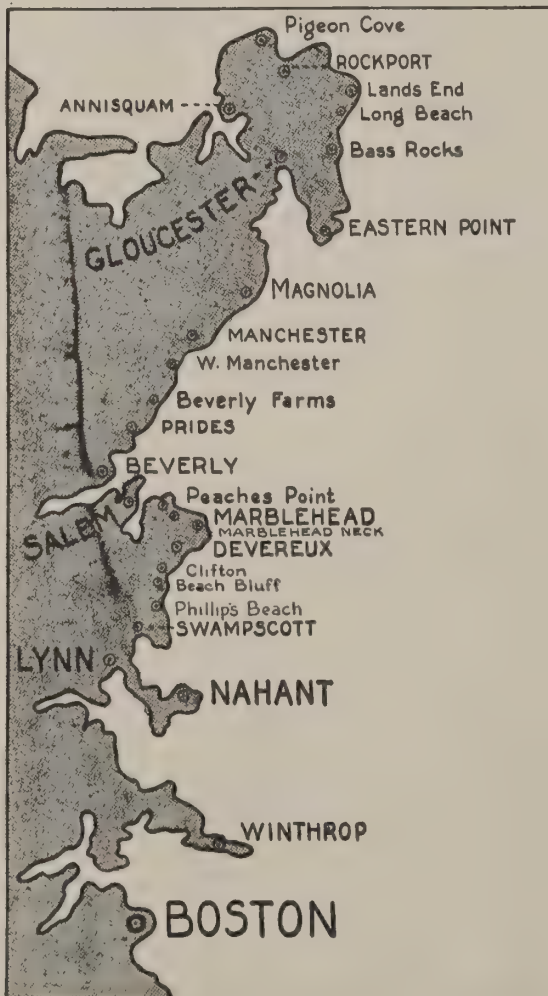 Pigeon Cove
ROCKPORT
Lands End
ANNISQUAM
Long Beach
Bass Rocks
GLOUCESTER
EASTERN POINT
MAGNOLIA
MANCHESTER
W. Manchester
Beverly Farms
PRIDES
BEVERLY
Peaches Point
SALEM
MARBLEHEAD
MARBLEHEAD NECK
DEVEREUX
Clifton
Beach Bluff
Phillip's Beach
SWAMPSCOTT
LYNN
NAHANT
WINTHROP
BOSTON